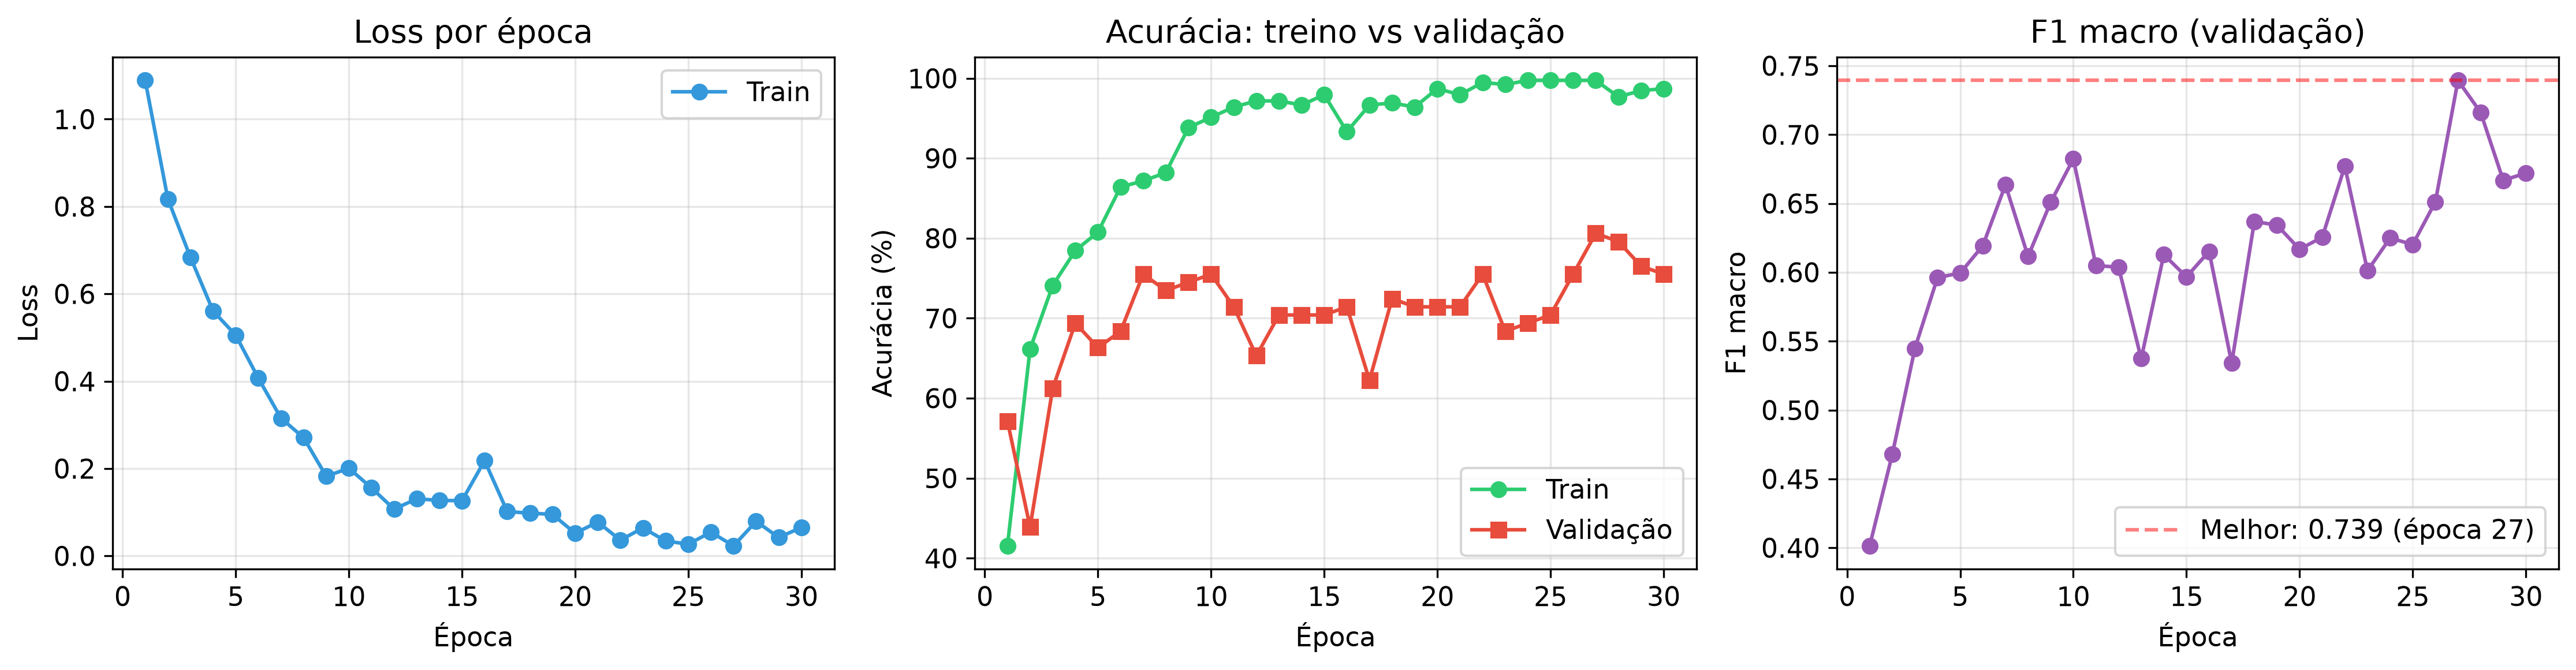 Loss por época
Train
1.0
0.8
0.6
0.4
0.2
0.0
Loss
0 5 10 15 20 25 30
Época
Acurácia: treino vs validação
100
90
80
70
60
50
40
Acurácia (%)
Train
Validação
0 5 10 15 20 25 30
Época
F1 macro (validação)
0.75
0.70
0.65
0.60
0.55
0.50
0.45
0.40
F1 macro
Melhor: 0.739 (época 27)
0 5 10 15 20 25 30
Época